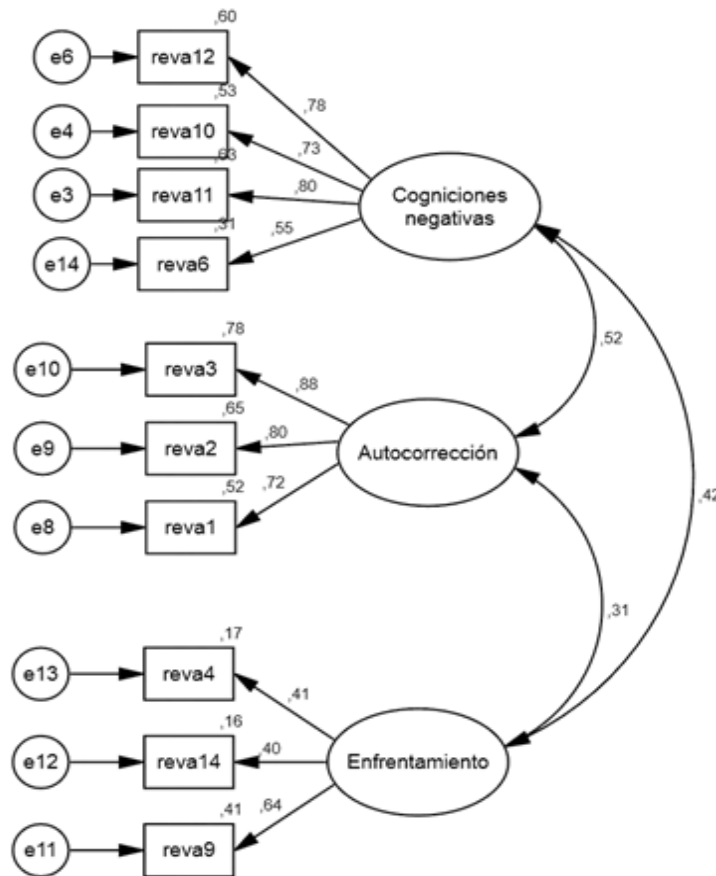 ,60
e6
reva12
,78
,53
e4
reva10
,73
,63
e3
reva11
,80
Cogniciones
negativas
,31
e14
reva6
,55
,52
,78
e10
reva3
,88
,65
e9
reva2
,80
Autocorrección
,52
e8
reva1
,72
,42
,31
,17
e13
reva4
,41
,16
e12
reva14
,40
Enfrentamiento
,41
e11
reva9
,64